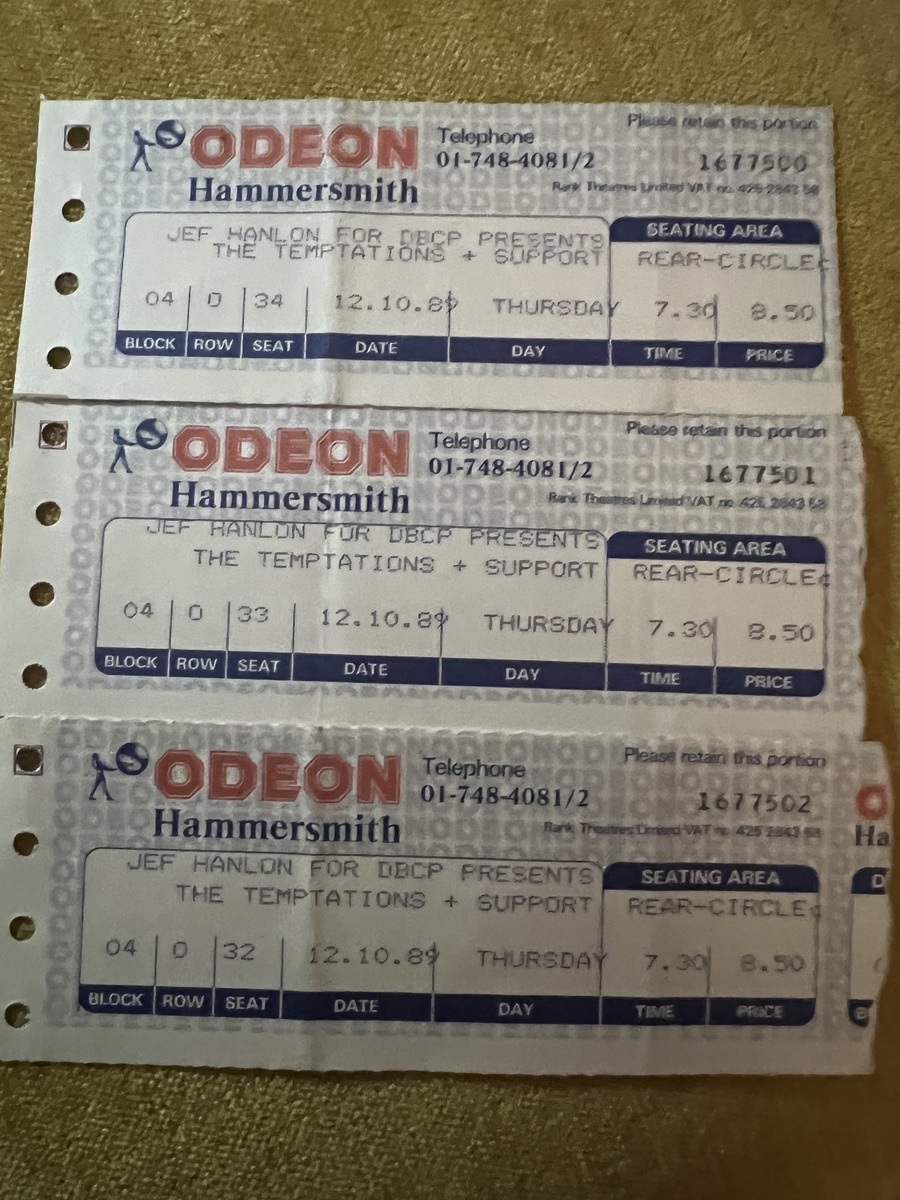 Please retain this portion
ODEON Telephone
01-748-4081/2 1677500
Hammersmith Rank Theatres Limited VAT no. 425 2843 58
JEF HANLON FOR DBCP PRESENTS SEATING AREA
THE TEMPTATIONS + SUPPORT REAR-CIRCLE
04 O 34 12.10.89 THURSDAY 7.30 8.50
BLOCK ROW SEAT DATE DAY TIME PRICE
Please retain this portion
ODEON Telephone
01-748-4081/2 1677501
Hammersmith Rank Theatres Limited VAT no. 425 2843 58
JEF HANLON FOR DBCP PRESENTS SEATING AREA
THE TEMPTATIONS + SUPPORT REAR-CIRCLE
04 O 33 12.10.89 THURSDAY 7.30 8.50
BLOCK ROW SEAT DATE DAY TIME PRICE
Please retain this portion
ODEON Telephone
01-748-4081/2 1677502
Hammersmith Rank Theatres Limited VAT no. 425 2843 58
Ha
JEF HANLON FOR DBCP PRESENTS SEATING AREA
THE TEMPTATIONS + SUPPORT REAR-CIRCLE
04 O 32 12.10.89 THURSDAY 7.30 8.50
BLOCK ROW SEAT DATE DAY TIME PRICE